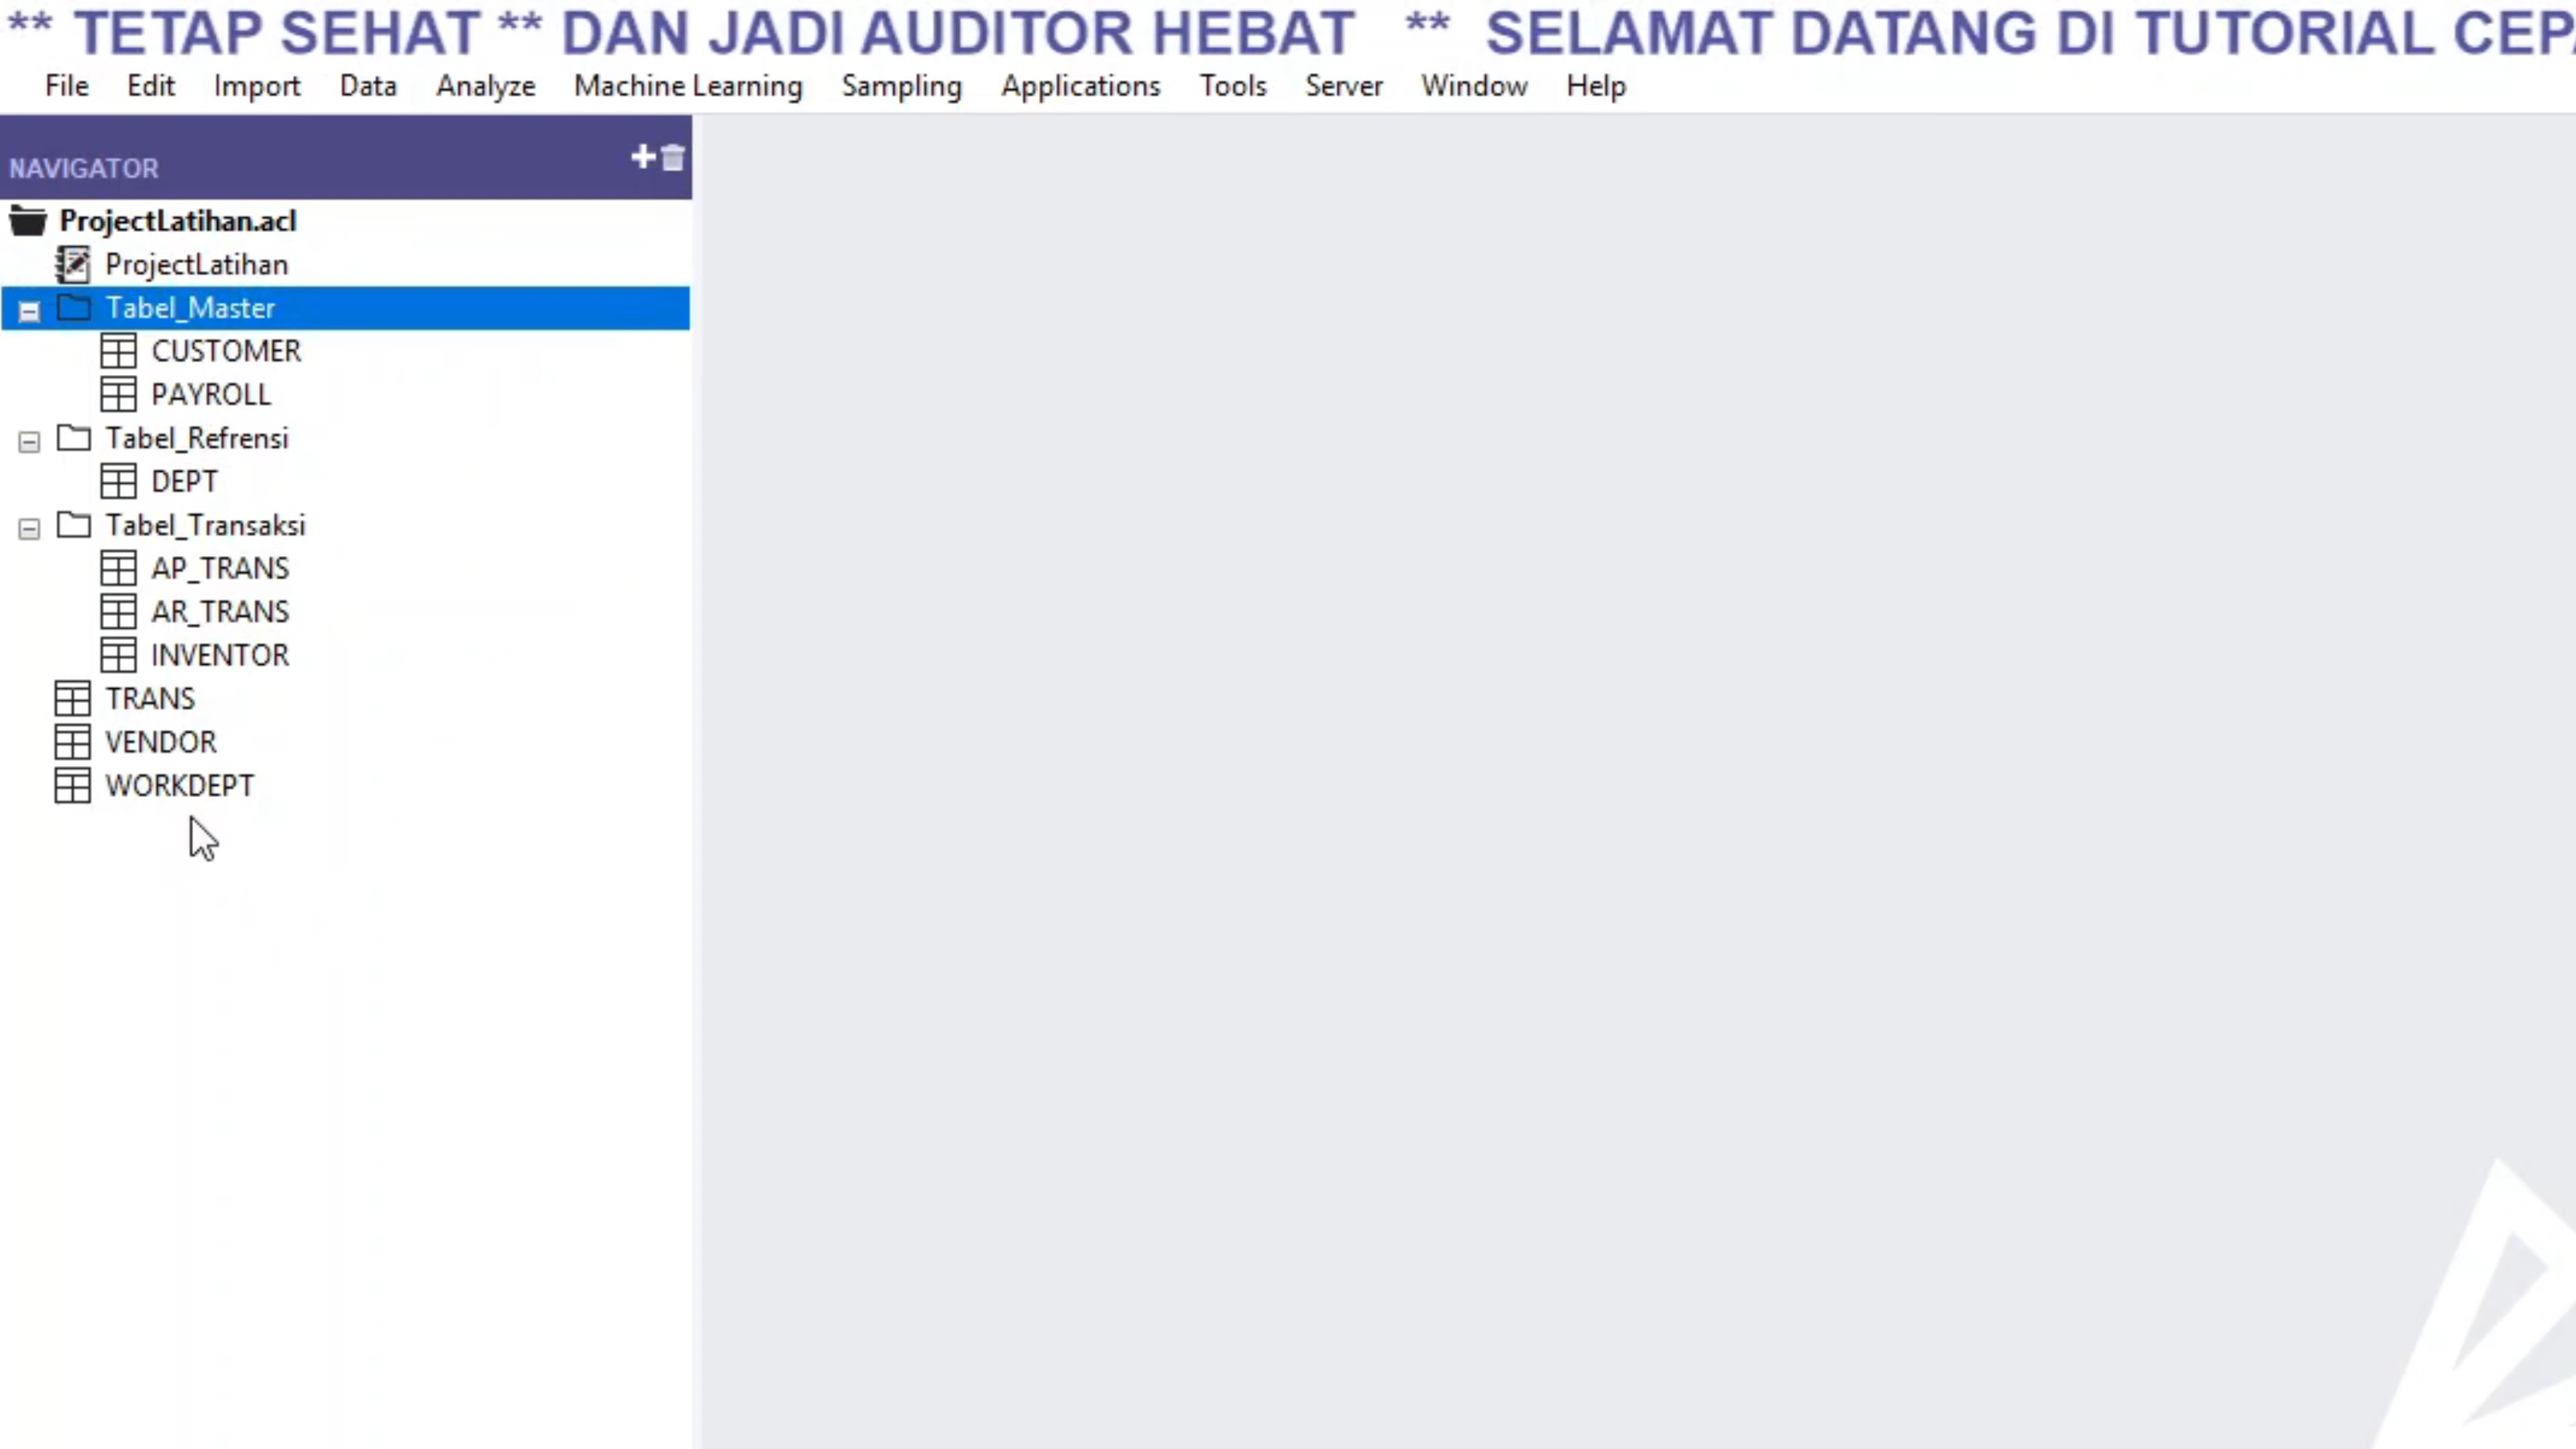 ** TETAP SEHAT ** DAN JADI AUDITOR HEBAT ** SELAMAT DATANG DI TUTORIAL
File Edit Import Data Analyze Machine Learning Sampling Applications Tools Server Window Help
NAVIGATOR
ProjectLatihan.acl
ProjectLatihan
Tabel_Master
CUSTOMER
PAYROLL
Tabel_Refrensi
DEPT
Tabel_Transaksi
AP_TRANS
AR_TRANS
INVENTOR
TRANS
VENDOR
WORKDEPT